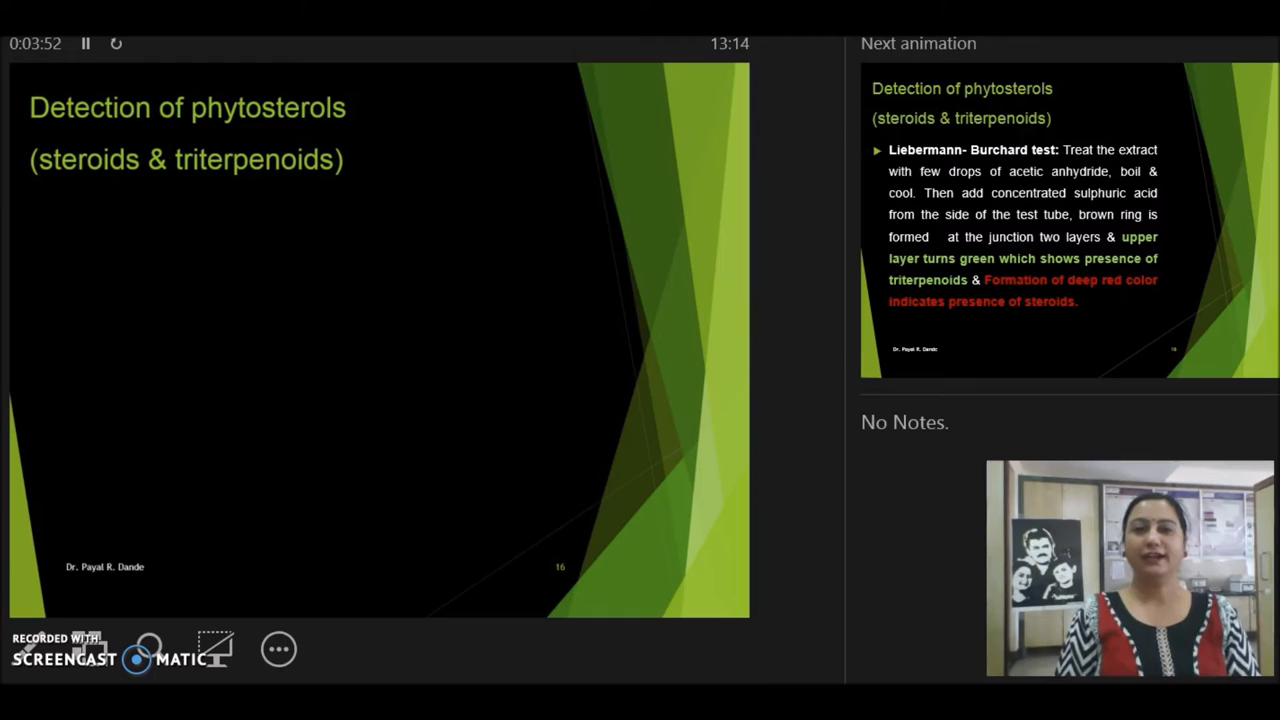 0:03:52
13:14
Detection of phytosterols
(steroids & triterpenoids)
Dr. Payal R. Dande
16
RECORDED WITH
SCREENCAST MATIC
Next animation
Detection of phytosterols
(steroids & triterpenoids)
Liebermann- Burchard test: Treat the extract
with few drops of acetic anhydride, boil &
cool. Then add concentrated sulphuric acid
from the side of the test tube, brown ring is
formed at the junction two layers & upper
layer turns green which shows presence of
triterpenoids & Formation of deep red color
indicates presence of steroids.
Dr. Payal R. Dande
16
No Notes.